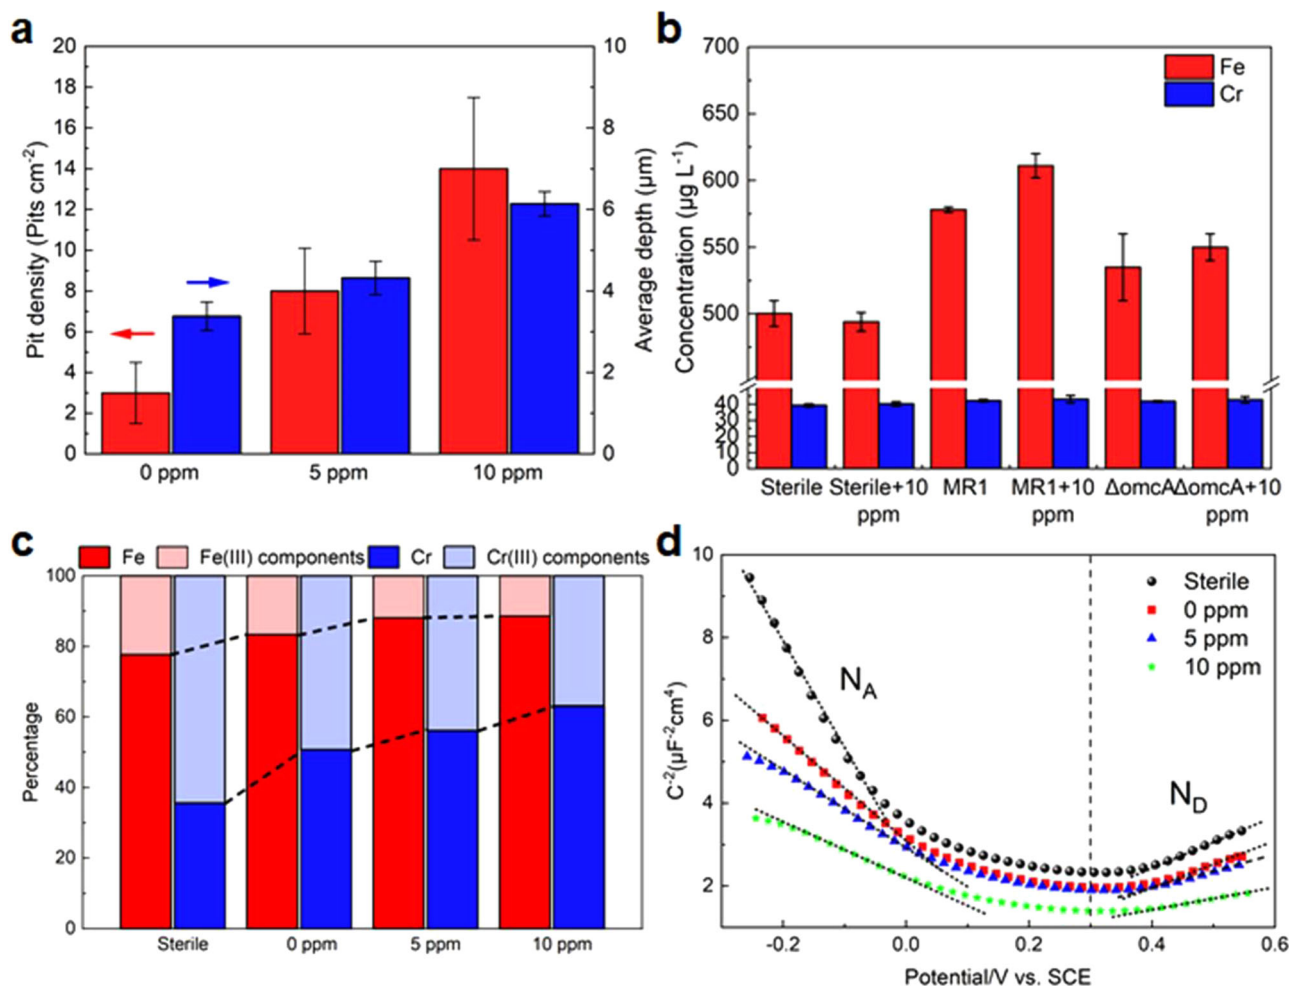 a
20
18
16
14
12
10
8
6
4
2
0
Pit density (Pits cm-2)
10
8
6
4
2
0
Average depth (μm)
0 ppm
5 ppm
10 ppm
b
700
650
600
550
500
40
30
20
10
0
Concentration (μg L-1)
Fe
Cr
Sterile
Sterile+10
ppm
MR1
MR1+10
ppm
ΔomcA
ΔomcA+10
ppm
c
Fe
Fe(III) components
Cr
Cr(III) components
100
80
60
40
20
0
Percentage
Sterile
0 ppm
5 ppm
10 ppm
d
10
8
6
4
2
C-2(μF-2cm4)
Sterile
0 ppm
5 ppm
10 ppm
NA
ND
-0.2
0.0
0.2
0.4
0.6
Potential/V vs. SCE